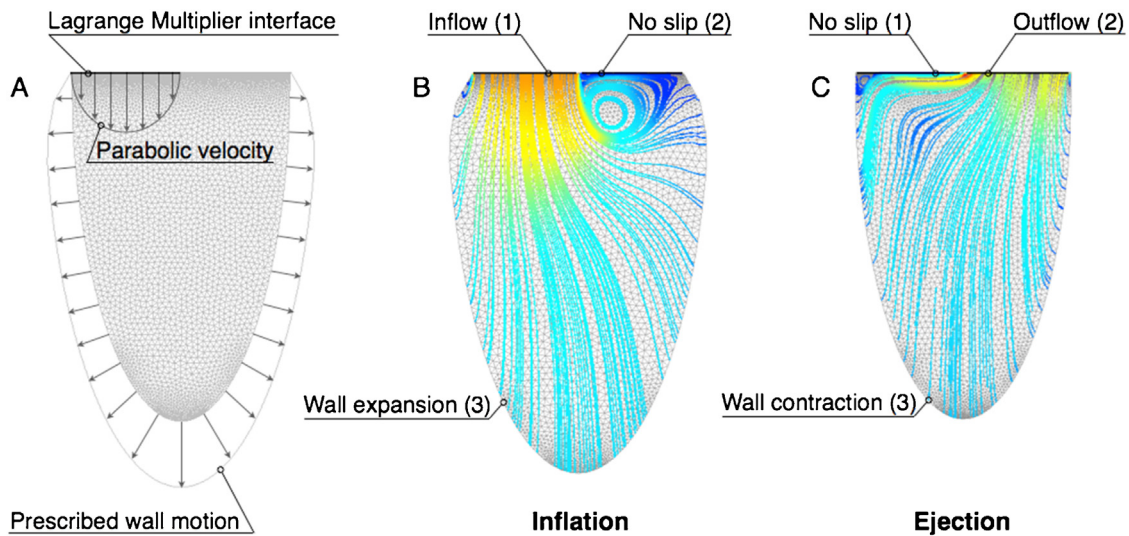 Lagrange Multiplier interface
Inflow (1)
No slip (2)
No slip (1)
Outflow (2)
A
B
C
Parabolic velocity
Wall expansion (3)
Wall contraction (3)
Prescribed wall motion
Inflation
Ejection